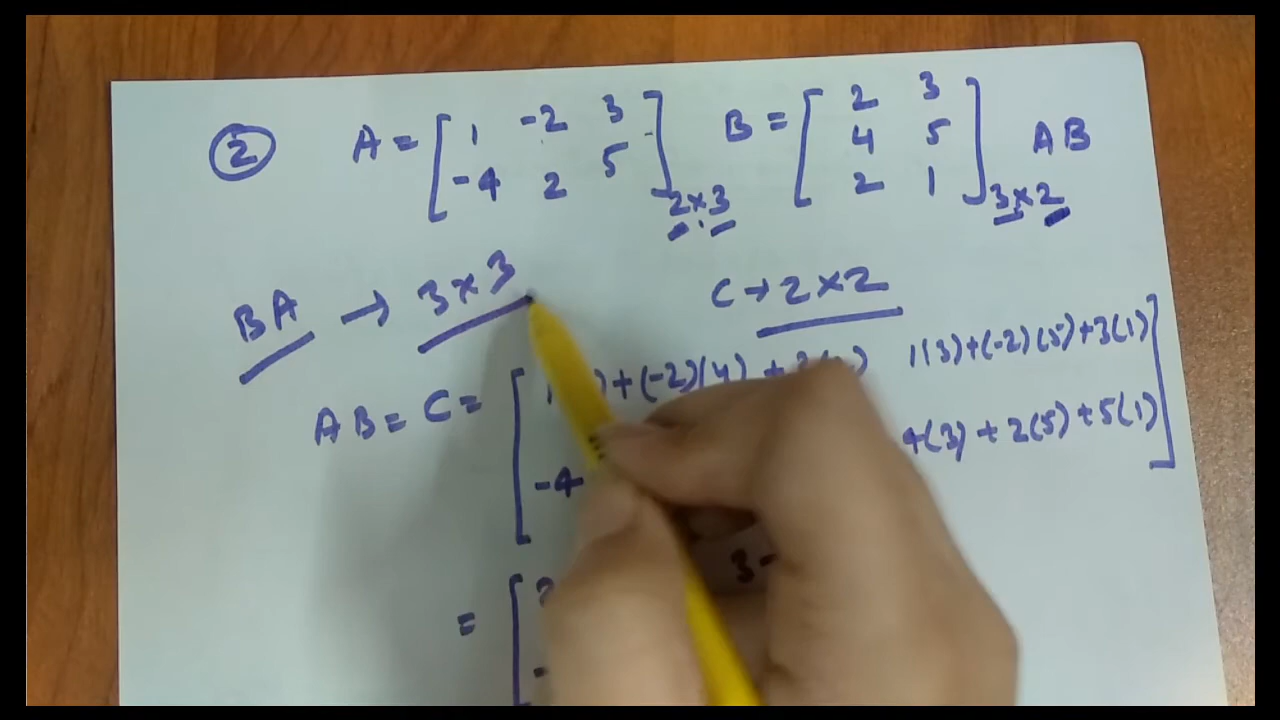 ② A = [ 1 -2 3 B = [ 2 3
-4 2 5 ] 2×3 4 5 AB
2 1 ] 3×2
BA → 3×3 C → 2×2
AB = C = [ +(-2)(4) + 1(3)+(-2)(5)+3(1)
-4 4(3)+2(5)+5(1) ]
3-
= [
-